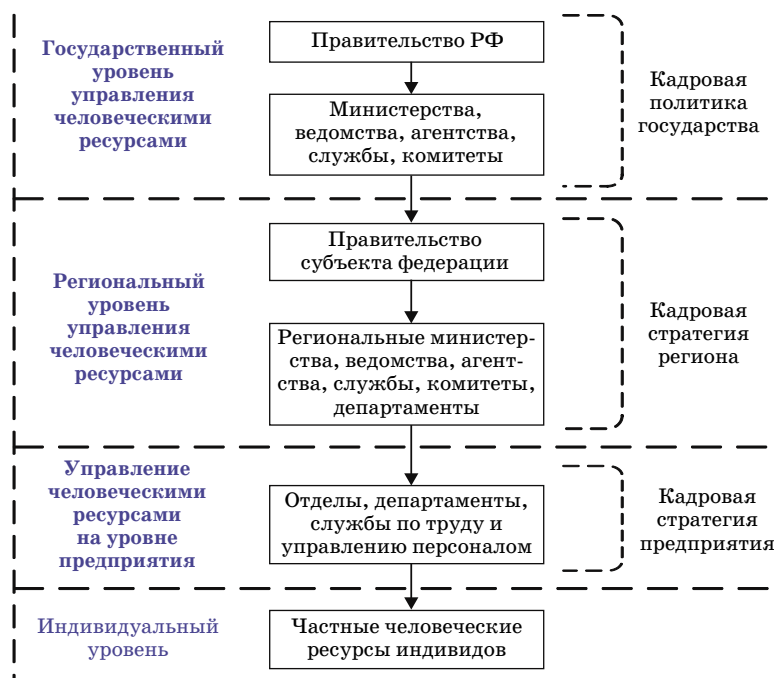 Государственный
уровень
управления
человеческими
ресурсами
Правительство РФ
Министерства,
ведомства, агентства,
службы, комитеты
Кадровая
политика
государства
Региональный
уровень
управления
человеческими
ресурсами
Правительство
субъекта федерации
Региональные министер-
ства, ведомства, агент-
ства, службы, комитеты,
департаменты
Кадровая
стратегия
региона
Управление
человеческими
ресурсами
на уровне
предприятия
Отделы, департаменты,
службы по труду и
управлению персоналом
Кадровая
стратегия
предприятия
Индивидуальный
уровень
Частные человеческие
ресурсы индивидов